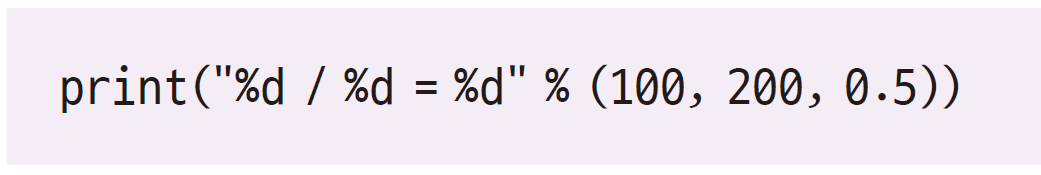 print("%d / %d = %d" % (100, 200, 0.5))